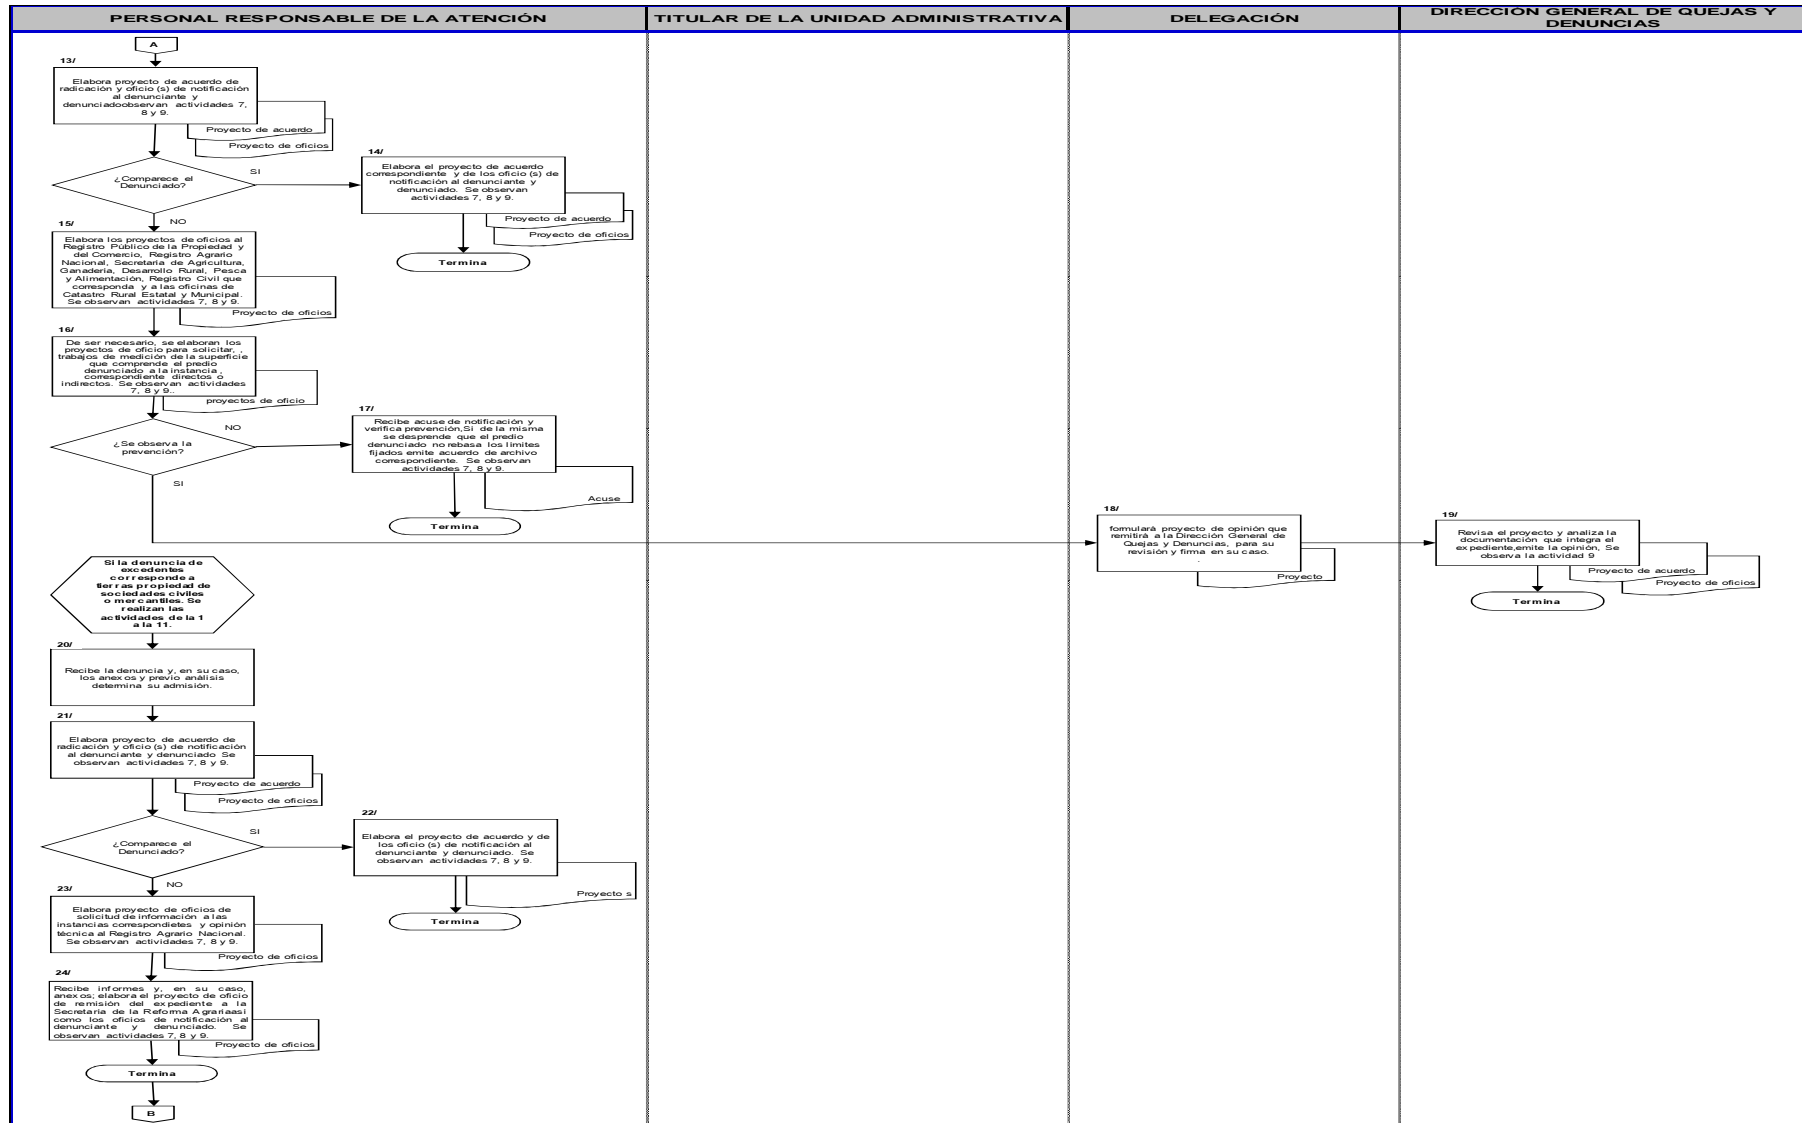 PERSONAL RESPONSABLE DE LA ATENCIÓN
TITULAR DE LA UNIDAD ADMINISTRATIVA
DELEGACIÓN
DIRECCIÓN GENERAL DE QUEJAS Y
DENUNCIAS
A
13/
Elabora proyecto de acuerdo de
radicación y oficio (s) de notificación
al denunciante y
denunciadoobservan actividades 7,
8 y 9.
Proyecto de acuerdo
Proyecto de oficios
¿Comparece el
Denunciado?
SI
NO
14/
Elabora el proyecto de acuerdo
correspondiente y de los oficio (s) de
notificación al denunciante y
denunciado. Se observan
actividades 7, 8 y 9.
Proyecto de acuerdo
Proyecto de oficios
Termina
15/
Elabora los proyectos de oficios al
Registro Público de la Propiedad y
del Comercio, Registro Agrario
Nacional, Secretaria de Agricultura,
Ganadería, Desarrollo Rural, Pesca
y Alimentación, Registro Civil que
corresponda y a las oficinas de
Catastro Rural Estatal y Municipal.
Se observan actividades 7, 8 y 9.
Proyecto de oficios
16/
De ser necesario, se elaboran los
proyectos de oficio para solicitar, ,
trabajos de medición de la superficie
que comprende el predio
denunciado a la instancia ,
correspondiente directos o
indirectos. Se observan actividades
7, 8 y 9..
proyectos de oficio
¿Se observa la
prevención?
NO
SI
17/
Recibe acuse de notificación y
verifica prevención,Si de la misma
se desprende que el predio
denunciado no rebasa los límites
fijados emite acuerdo de archivo
correspondiente. Se observan
actividades 7, 8 y 9.
Acuse
Termina
18/
formulará proyecto de opinión que
remitirá a la Dirección General de
Quejas y Denuncias, para su
revisión y firma en su caso.
.
Proyecto
19/
Revisa el proyecto y analiza la
documentación que integra el
expediente,emite la opinión, Se
observa la actividad 9
Proyecto de acuerdo
Proyecto de oficios
Termina
Si la denuncia de
excedentes
corresponde a
tierras propiedad de
sociedades civiles
o mercantiles. Se
realizan las
actividades de la 1
a la 11.
20/
Recibe la denuncia y, en su caso,
los anexos y previo análisis
determina su admisión.
21/
Elabora proyecto de acuerdo de
radicación y oficio (s) de notificación
al denunciante y denunciado Se
observan actividades 7, 8 y 9.
Proyecto de acuerdo
Proyecto de oficios
¿Comparece el
Denunciado?
SI
NO
22/
Elabora el proyecto de acuerdo y de
los oficio (s) de notificación al
denunciante y denunciado. Se
observan actividades 7, 8 y 9.
Proyecto s
Termina
23/
Elabora proyecto de oficios de
solicitud de información a las
instancias correspondietes y opinión
técnica al Registro Agrario Nacional.
Se observan actividades 7, 8 y 9.
Proyecto de oficios
24/
Recibe informes y, en su caso,
anexos; elabora el proyecto de oficio
de remisión del expediente a la
Secretaría de la Reforma Agrariaasi
como los oficios de notificación al
denunciante y denunciado. Se
observan actividades 7, 8 y 9.
Proyecto de oficios
Termina
B